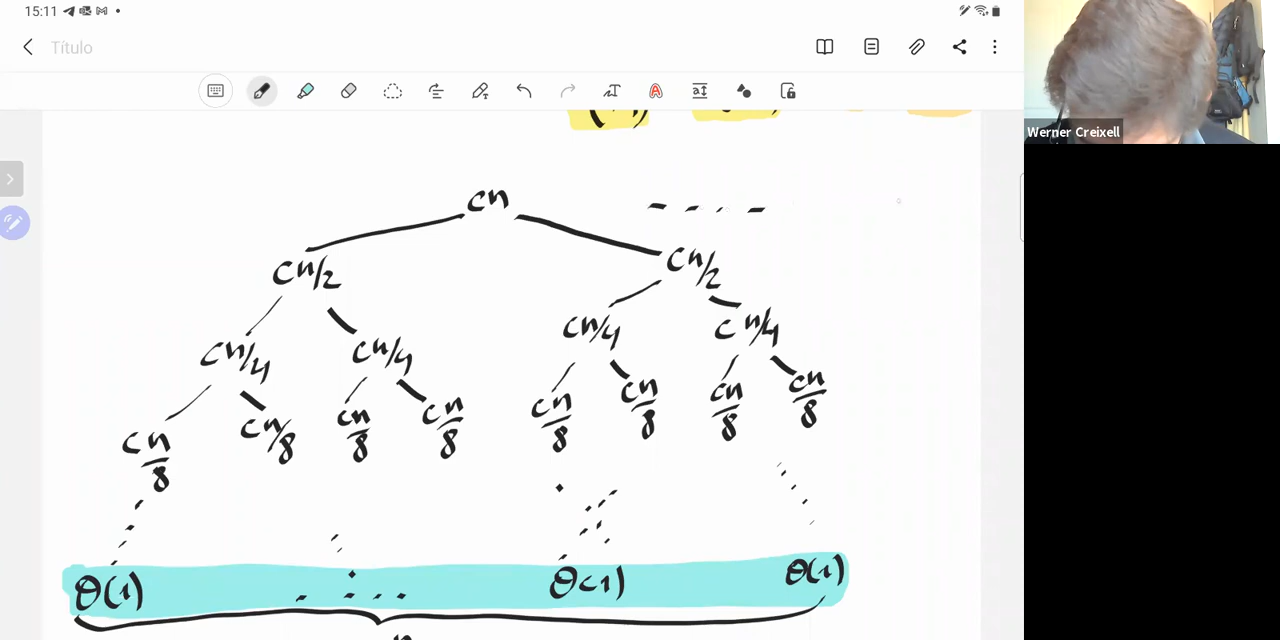 15:11
Título
Werner Creixell
cn
cn/2 cn/2
cn/4 cn/4 cn/4 cn/4
cn/8 cn/8 cn/8 cn/8 cn/8 cn/8 cn/8 cn/8
Θ(1) Θ(1) Θ(1)